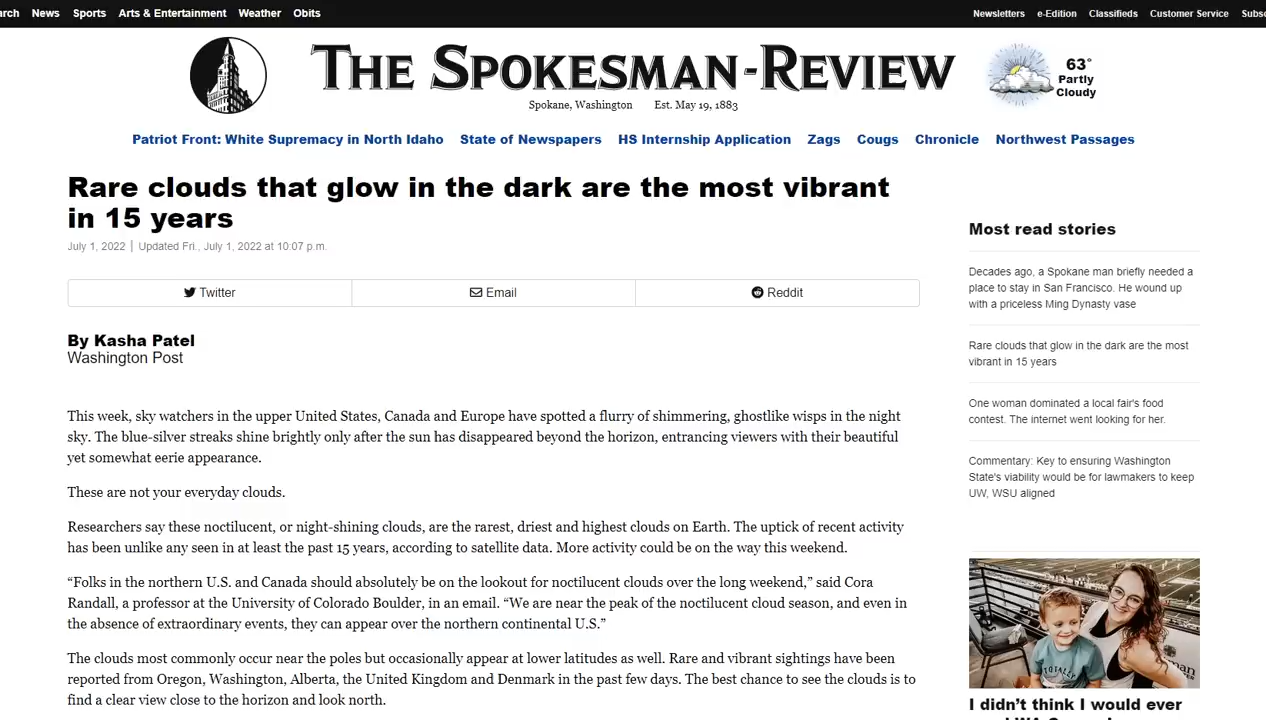 arch News Sports Arts & Entertainment Weather Obits
Newsletters e-Edition Classifieds Customer Service
THE SPOKESMAN-REVIEW
Spokane, Washington Est. May 19, 1883
63°
Partly
Cloudy
Patriot Front: White Supremacy in North Idaho State of Newspapers HS Internship Application Zags Cougs Chronicle Northwest Passages
Rare clouds that glow in the dark are the most vibrant
in 15 years
July 1, 2022 | Updated Fri., July 1, 2022 at 10:07 p.m.
Twitter Email Reddit
By Kasha Patel
Washington Post
This week, sky watchers in the upper United States, Canada and Europe have spotted a flurry of shimmering, ghostlike wisps in the night
sky. The blue-silver streaks shine brightly only after the sun has disappeared beyond the horizon, entrancing viewers with their beautiful
yet somewhat eerie appearance.
These are not your everyday clouds.
Researchers say these noctilucent, or night-shining clouds, are the rarest, driest and highest clouds on Earth. The uptick of recent activity
has been unlike any seen in at least the past 15 years, according to satellite data. More activity could be on the way this weekend.
“Folks in the northern U.S. and Canada should absolutely be on the lookout for noctilucent clouds over the long weekend,” said Cora
Randall, a professor at the University of Colorado Boulder, in an email. “We are near the peak of the noctilucent cloud season, and even in
the absence of extraordinary events, they can appear over the northern continental U.S.”
The clouds most commonly occur near the poles but occasionally appear at lower latitudes as well. Rare and vibrant sightings have been
reported from Oregon, Washington, Alberta, the United Kingdom and Denmark in the past few days. The best chance to see the clouds is to
find a clear view close to the horizon and look north.
Most read stories
Decades ago, a Spokane man briefly needed a
place to stay in San Francisco. He wound up
with a priceless Ming Dynasty vase
Rare clouds that glow in the dark are the most
vibrant in 15 years
One woman dominated a local fair's food
contest. The internet went looking for her.
Commentary: Key to ensuring Washington
State's viability would be for lawmakers to keep
UW, WSU aligned
TOTALLY
I didn’t think I would ever